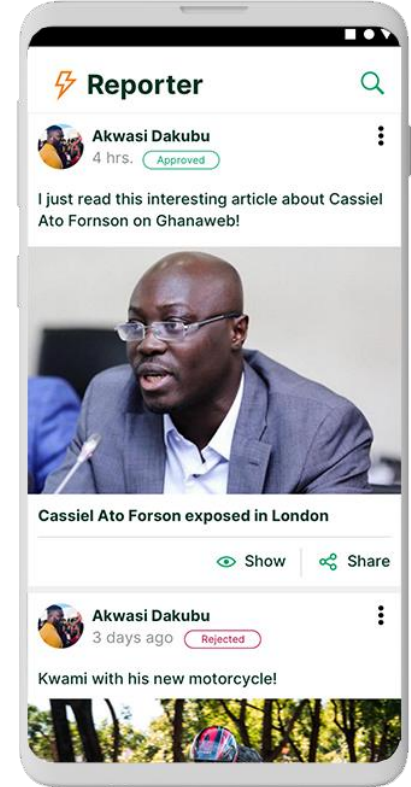 Reporter
Akwasi Dakubu
4 hrs. Approved
I just read this interesting article about Cassiel
Ato Fornson on Ghanaweb!
Cassiel Ato Forson exposed in London
Show Share
Akwasi Dakubu
3 days ago Rejected
Kwami with his new motorcycle!